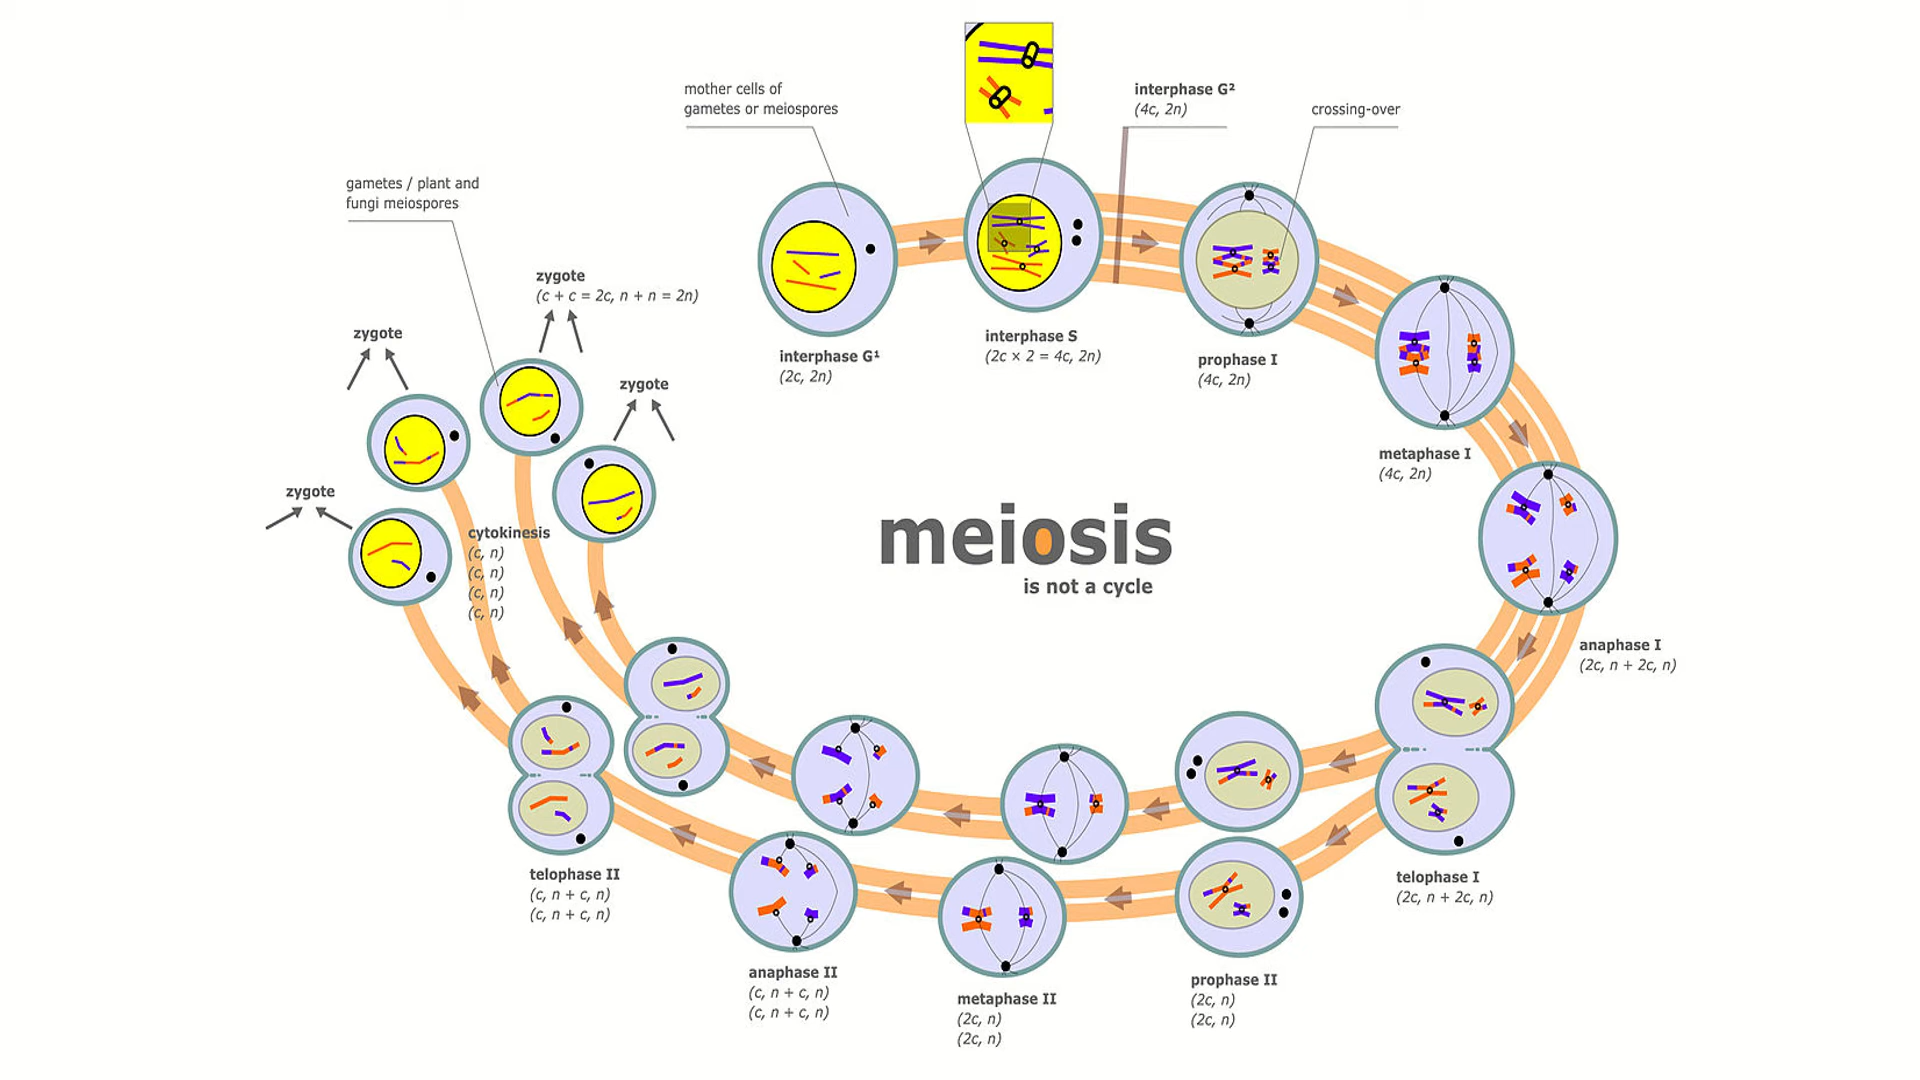 mother cells of
gametes or meiospores
interphase G²
(4c, 2n)
crossing-over
gametes / plant and
fungi meiospores
zygote
(c + c = 2c, n + n = 2n)
zygote
zygote
zygote
interphase G¹
(2c, 2n)
interphase S
(2c × 2 = 4c, 2n)
prophase I
(4c, 2n)
metaphase I
(4c, 2n)
anaphase I
(2c, n + 2c, n)
meiosis
is not a cycle
cytokinesis
(c, n)
(c, n)
(c, n)
(c, n)
telophase I
(2c, n + 2c, n)
prophase II
(2c, n)
(2c, n)
metaphase II
(2c, n)
(2c, n)
anaphase II
(c, n + c, n)
(c, n + c, n)
telophase II
(c, n + c, n)
(c, n + c, n)